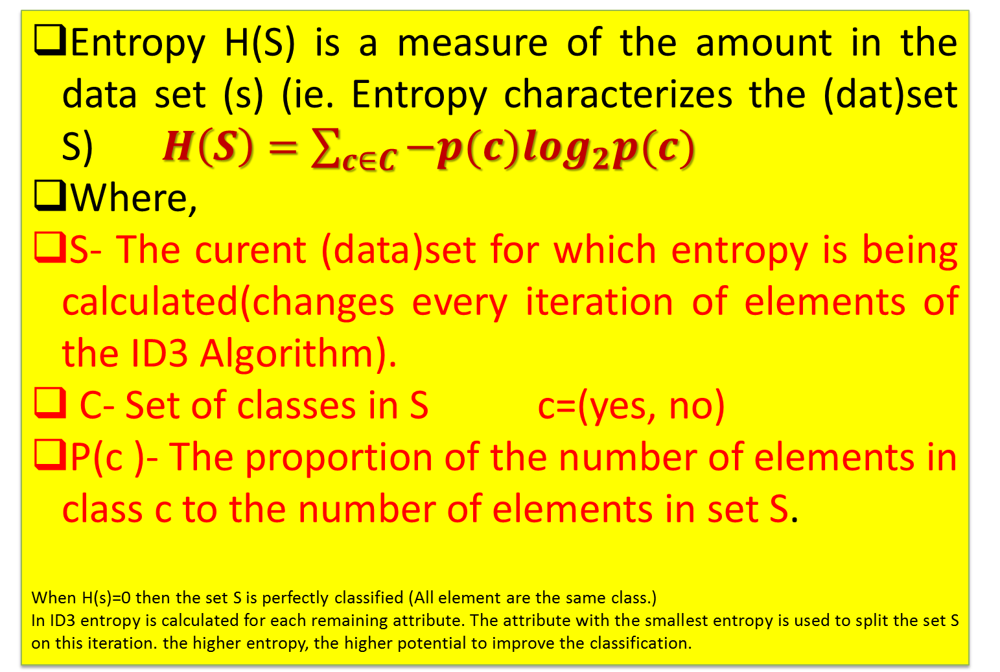 ❑Entropy H(S) is a measure of the amount in the
data set (s) (ie. Entropy characterizes the (dat)set
S) H(S) = ∑c∈C −p(c)log₂p(c)
❑Where,
❑S- The curent (data)set for which entropy is being
calculated(changes every iteration of elements of
the ID3 Algorithm).
❑ C- Set of classes in S c=(yes, no)
❑P(c )- The proportion of the number of elements in
class c to the number of elements in set S.
When H(s)=0 then the set S is perfectly classified (All element are the same class.)
In ID3 entropy is calculated for each remaining attribute. The attribute with the smallest entropy is used to split the set S
on this iteration. the higher entropy, the higher potential to improve the classification.